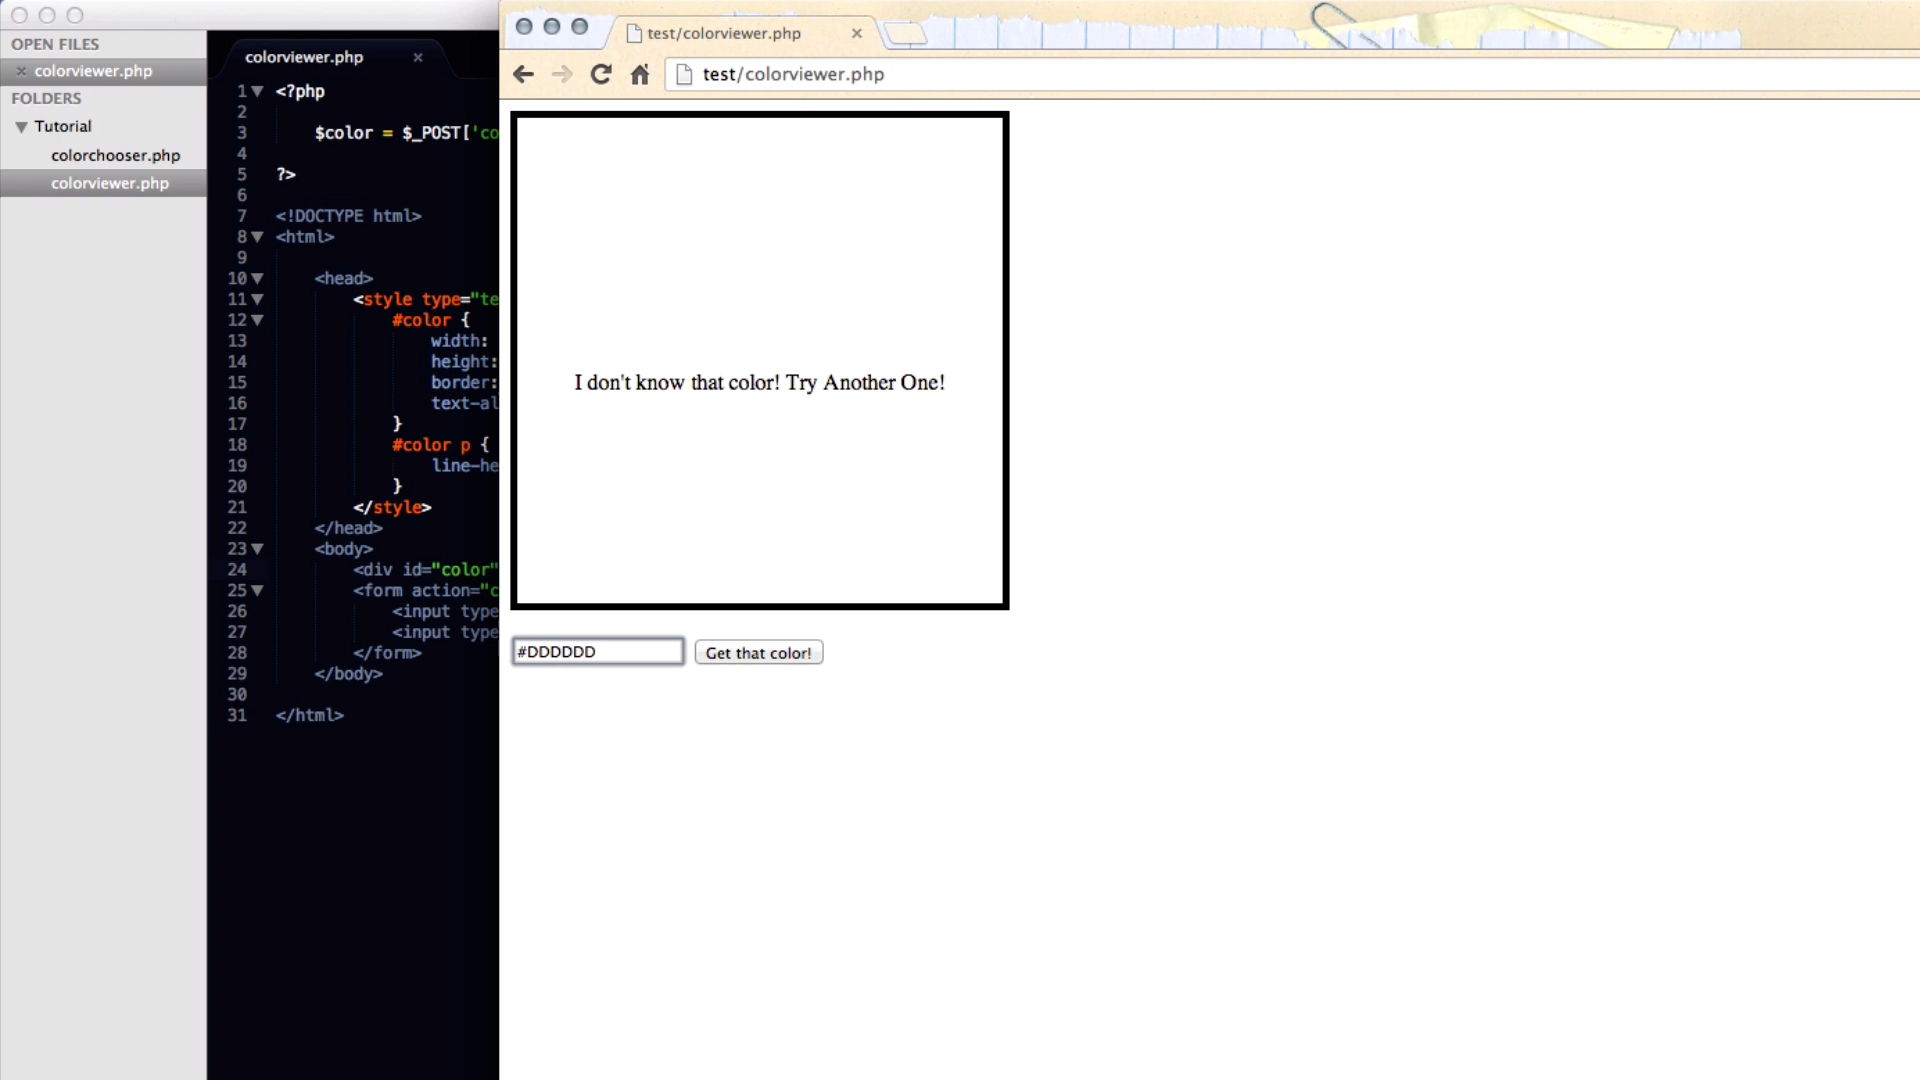 OPEN FILES
colorviewer.php
FOLDERS
Tutorial
colorchooser.php
colorviewer.php
colorviewer.php
1 <?php
2
3 $color = $_POST['co
4
5 ?>
6
7 <!DOCTYPE html>
8 <html>
9
10 <head>
11 <style type="te
12 #color {
13 width:
14 height:
15 border:
16 text-al
17 }
18 #color p {
19 line-he
20 }
21 </style>
22 </head>
23 <body>
24 <div id="color"
25 <form action="c
26 <input type
27 <input type
28 </form>
29 </body>
30
31 </html>
test/colorviewer.php
test/colorviewer.php
I don't know that color! Try Another One!
#DDDDDD
Get that color!